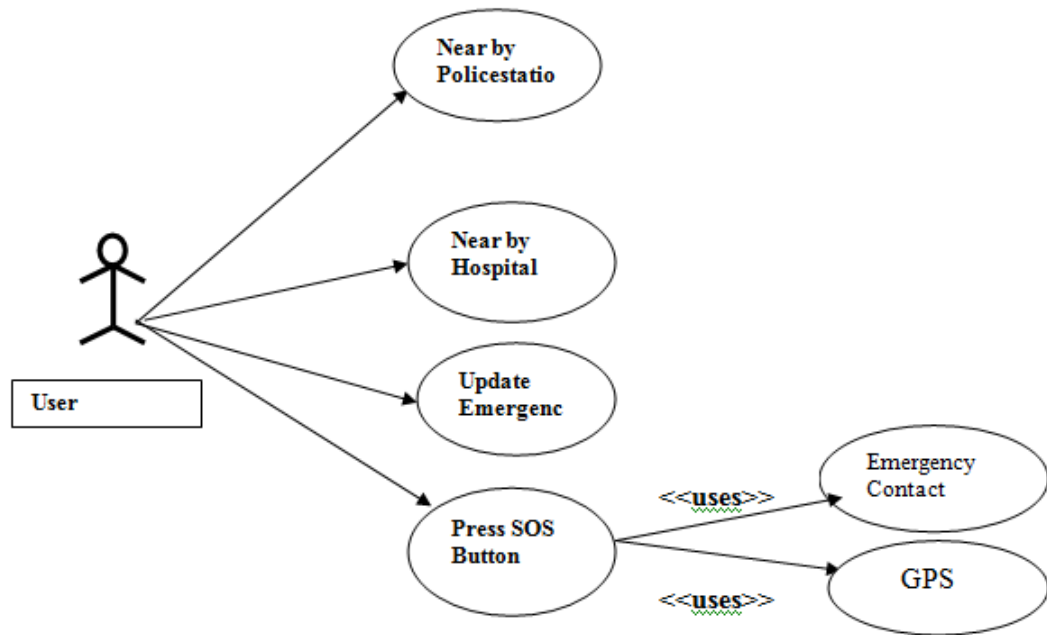 Near by
Policestatio
Near by
Hospital
User
Update
Emergenc
Press SOS
Button
<<uses>>
Emergency
Contact
<<uses>>
GPS